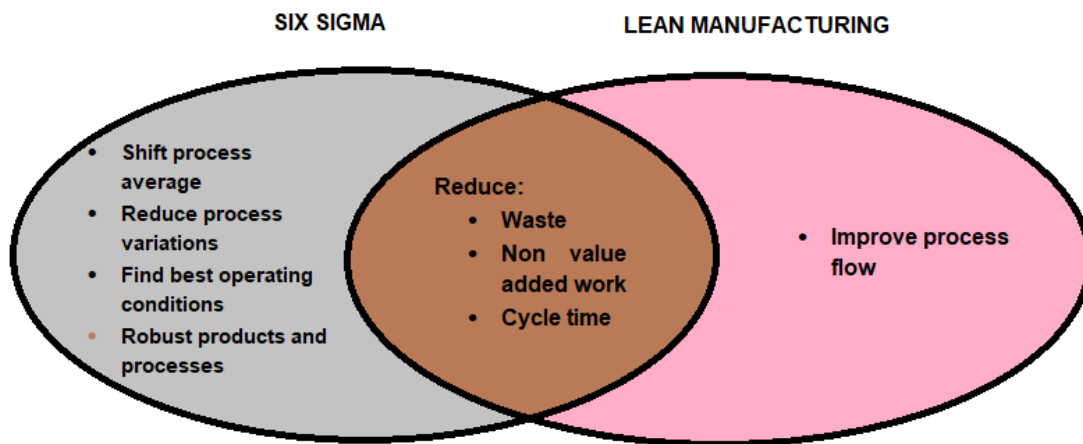 SIX SIGMA
LEAN MANUFACTURING
• Shift process
average
• Reduce process
variations
• Find best operating
conditions
• Robust products and
processes
Reduce:
• Waste
• Non value
added work
• Cycle time
• Improve process
flow